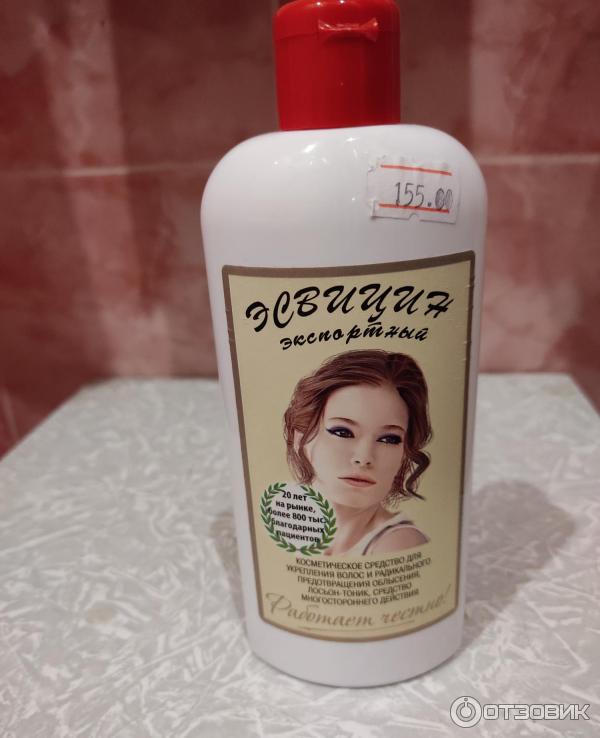 155.00
ЭСВИЦИН
экспортный
20 лет
на рынке,
более 800 тыс.
благодарных
пациентов
КОСМЕТИЧЕСКОЕ СРЕДСТВО ДЛЯ
УКРЕПЛЕНИЯ ВОЛОС И РАДИКАЛЬНОГО
ПРЕДОТВРАЩЕНИЯ ОБЛЫСЕНИЯ,
ЛОСЬОН-ТОНИК, СРЕДСТВО
МНОГОСТОРОННЕГО ДЕЙСТВИЯ
Работает честно!
ОТЗОВИК